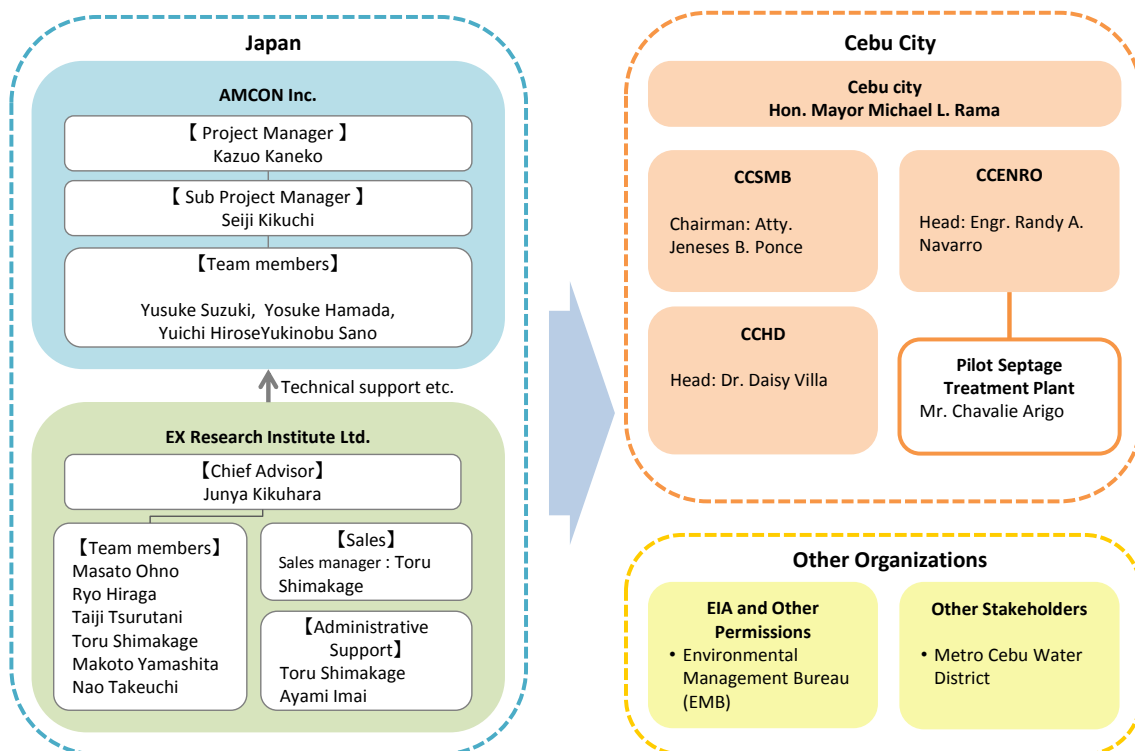 Japan
AMCON Inc.
【 Project Manager 】
Kazuo Kaneko
【 Sub Project Manager 】
Seiji Kikuchi
【Team members】
Yusuke Suzuki, Yosuke Hamada,
Yuichi HiroseYukinobu Sano
Technical support etc.
EX Research Institute Ltd.
【Chief Advisor】
Junya Kikuhara
【Team members】
Masato Ohno
Ryo Hiraga
Taiji Tsurutani
Toru Shimakage
Makoto Yamashita
Nao Takeuchi
【Sales】
Sales manager : Toru
Shimakage
【Administrative
Support】
Toru Shimakage
Ayami Imai
Cebu City
Cebu city
Hon. Mayor Michael L. Rama
CCSMB
Chairman: Atty.
Jeneses B. Ponce
CCENRO
Head: Engr. Randy A.
Navarro
CCHD
Head: Dr. Daisy Villa
Pilot Septage
Treatment Plant
Mr. Chavalie Arigo
Other Organizations
EIA and Other
Permissions
• Environmental
Management Bureau
(EMB)
Other Stakeholders
• Metro Cebu Water
District